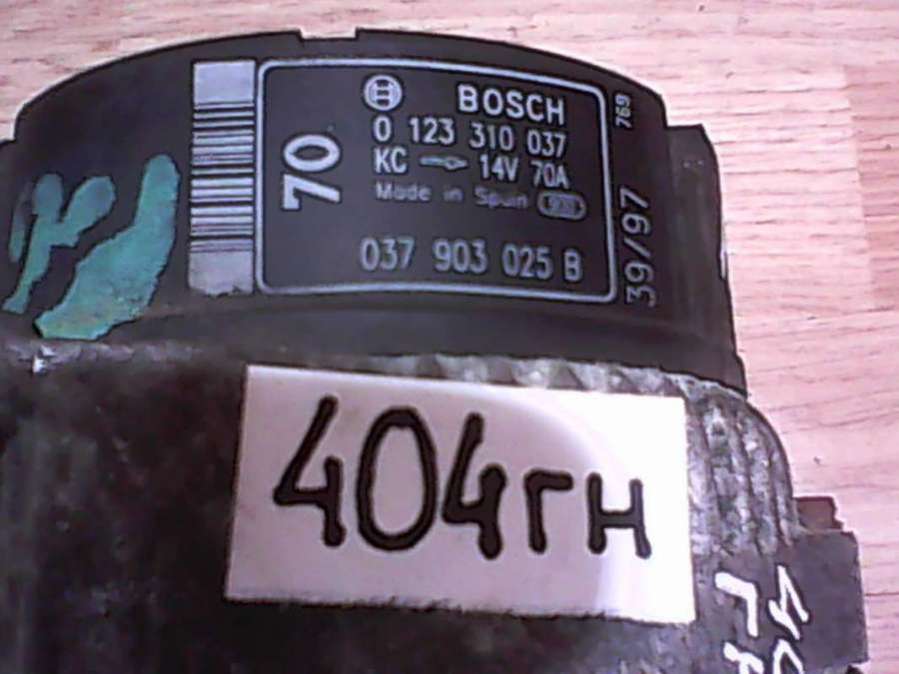 BOSCH
0 123 310 037
KC 14V 70A
Made in Spain
037 903 025 B
70
769
39/97
404ГН